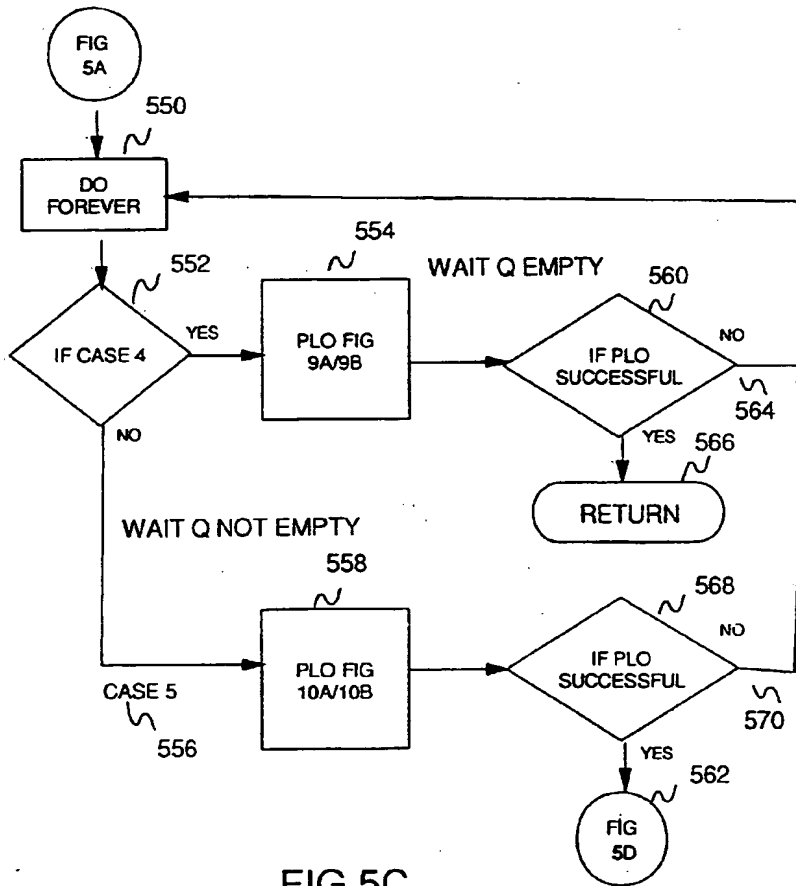 FIG
5A
550
DO
FOREVER
552
IF CASE 4
YES
NO
554
PLO FIG
9A/9B
WAIT Q EMPTY
560
IF PLO
SUCCESSFUL
NO
564
YES
566
RETURN
WAIT Q NOT EMPTY
558
CASE 5
556
PLO FIG
10A/10B
568
IF PLO
SUCCESSFUL
NO
570
YES
562
FIG
5D
FIG 5C